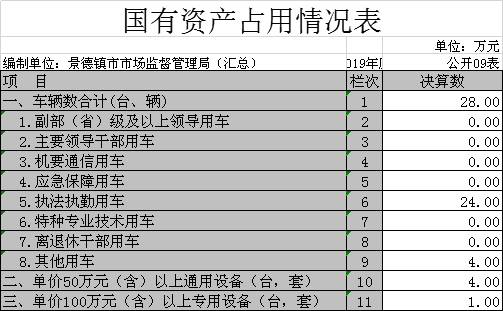 国有资产占用情况表
单位：万元
编制单位：景德镇市市场监督管理局（汇总） 019年度 公开09表
项 目 栏次 决算数
一、车辆数合计(台、辆) 1 28.00
1.副部（省）级及以上领导用车 2 0.00
2.主要领导干部用车 3 0.00
3.机要通信用车 4 0.00
4.应急保障用车 5 0.00
5.执法执勤用车 6 24.00
6.特种专业技术用车 7 0.00
7.离退休干部用车 8 0.00
8.其他用车 9 4.00
二、单价50万元（含）以上通用设备（台，套） 10 4.00
三、单价100万元（含）以上专用设备（台，套） 11 1.00